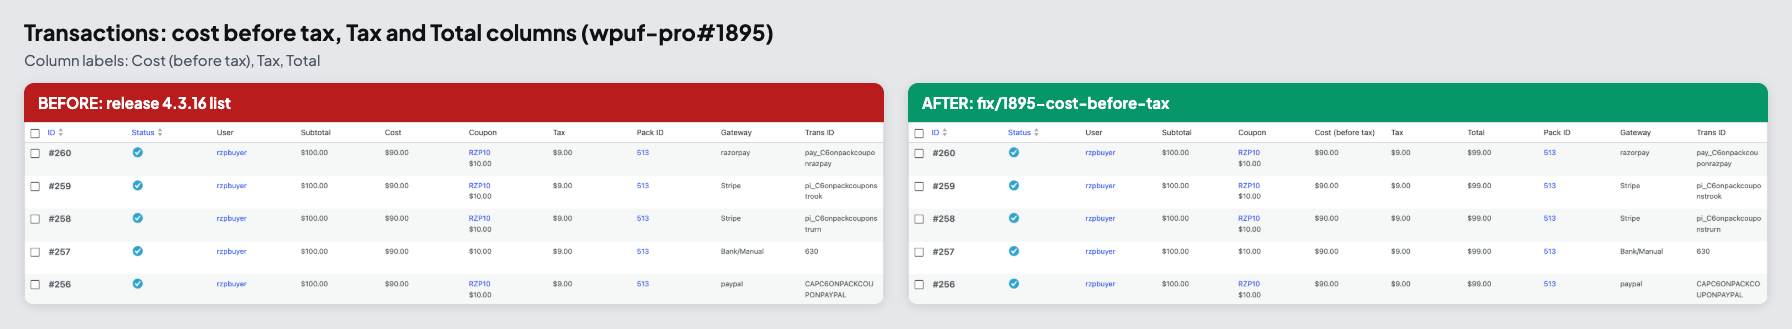 Transactions: cost before tax, Tax and Total columns (wpuf-pro#1895)
Column labels: Cost (before tax), Tax, Total
BEFORE: release 4.3.16 list
ID Status User Subtotal Cost Coupon Tax Pack ID Gateway Trans ID
#260 rzpbuyer $100.00 $90.00 RZP10 $9.00 513 razorpay pay_C6onpackcoupo
$10.00 nrazpay
#259 rzpbuyer $100.00 $90.00 RZP10 $9.00 513 Stripe pi_C6onpackcoupons
$10.00 trook
#258 rzpbuyer $100.00 $90.00 RZP10 $9.00 513 Stripe pi_C6onpackcoupons
$10.00 trurn
#257 rzpbuyer $100.00 $90.00 $10.00 $9.00 513 Bank/Manual 630
#256 rzpbuyer $100.00 $90.00 RZP10 $9.00 513 paypal CAPC6ONPACKCOU
$10.00 PONPAYPAL
AFTER: fix/1895-cost-before-tax
ID Status User Subtotal Coupon Cost (before tax) Tax Total Pack ID Gateway Trans ID
#260 rzpbuyer $100.00 RZP10 $90.00 $9.00 $99.00 513 razorpay pay_C6onpackcou
$10.00 ponrazpay
#259 rzpbuyer $100.00 RZP10 $90.00 $9.00 $99.00 513 Stripe pi_C6onpackcoupo
$10.00 nstrook
#258 rzpbuyer $100.00 RZP10 $90.00 $9.00 $99.00 513 Stripe pi_C6onpackcoupo
$10.00 nstrurn
#257 rzpbuyer $100.00 $10.00 $90.00 $9.00 $99.00 513 Bank/Manual 630
#256 rzpbuyer $100.00 RZP10 $90.00 $9.00 $99.00 513 paypal CAPC6ONPACKCO
$10.00 UPONPAYPAL